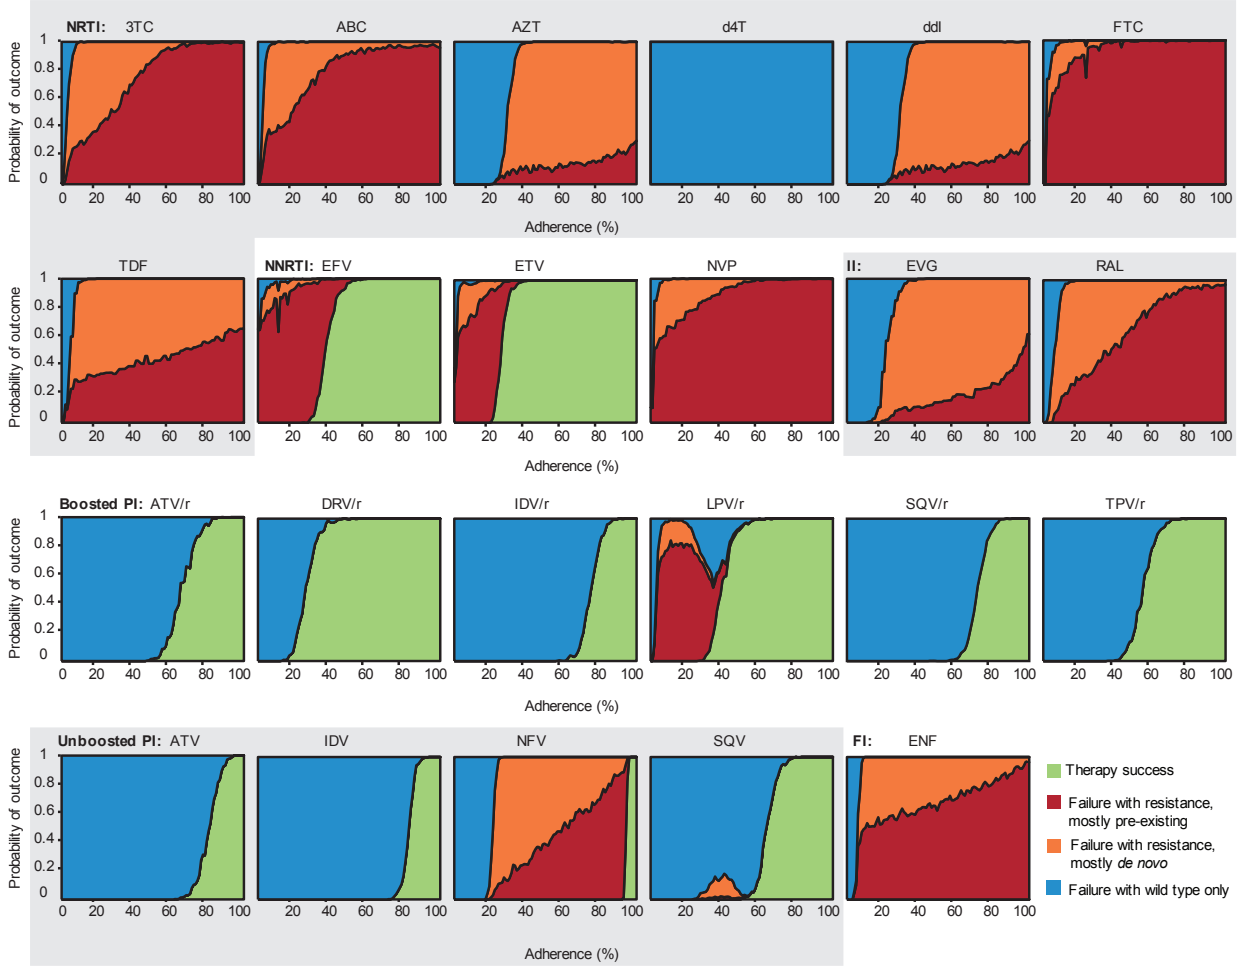 NRTI: 3TC ABC AZT d4T ddI FTC
Probability of outcome
1
0.8
0.6
0.4
0.2
0
0 20 40 60 80 100 20 40 60 80 100 20 40 60 80 100 20 40 60 80 100 20 40 60 80 100 20 40 60 80 100
Adherence (%)
TDF NNRTI: EFV ETV NVP II: EVG RAL
Probability of outcome
1
0.8
0.6
0.4
0.2
0
0 20 40 60 80 100 20 40 60 80 100 20 40 60 80 100 20 40 60 80 100 20 40 60 80 100 20 40 60 80 100
Adherence (%)
Boosted PI: ATV/r DRV/r IDV/r LPV/r SQV/r TPV/r
Probability of outcome
1
0.8
0.6
0.4
0.2
0
0 20 40 60 80 100 20 40 60 80 100 20 40 60 80 100 20 40 60 80 100 20 40 60 80 100 20 40 60 80 100
Adherence (%)
Unboosted PI: ATV IDV NFV SQV FI: ENF
Probability of outcome
1
0.8
0.6
0.4
0.2
0
0 20 40 60 80 100 20 40 60 80 100 20 40 60 80 100 20 40 60 80 100 20 40 60 80 100
Adherence (%)
Therapy success
Failure with resistance,
mostly pre-existing
Failure with resistance,
mostly de novo
Failure with wild type only